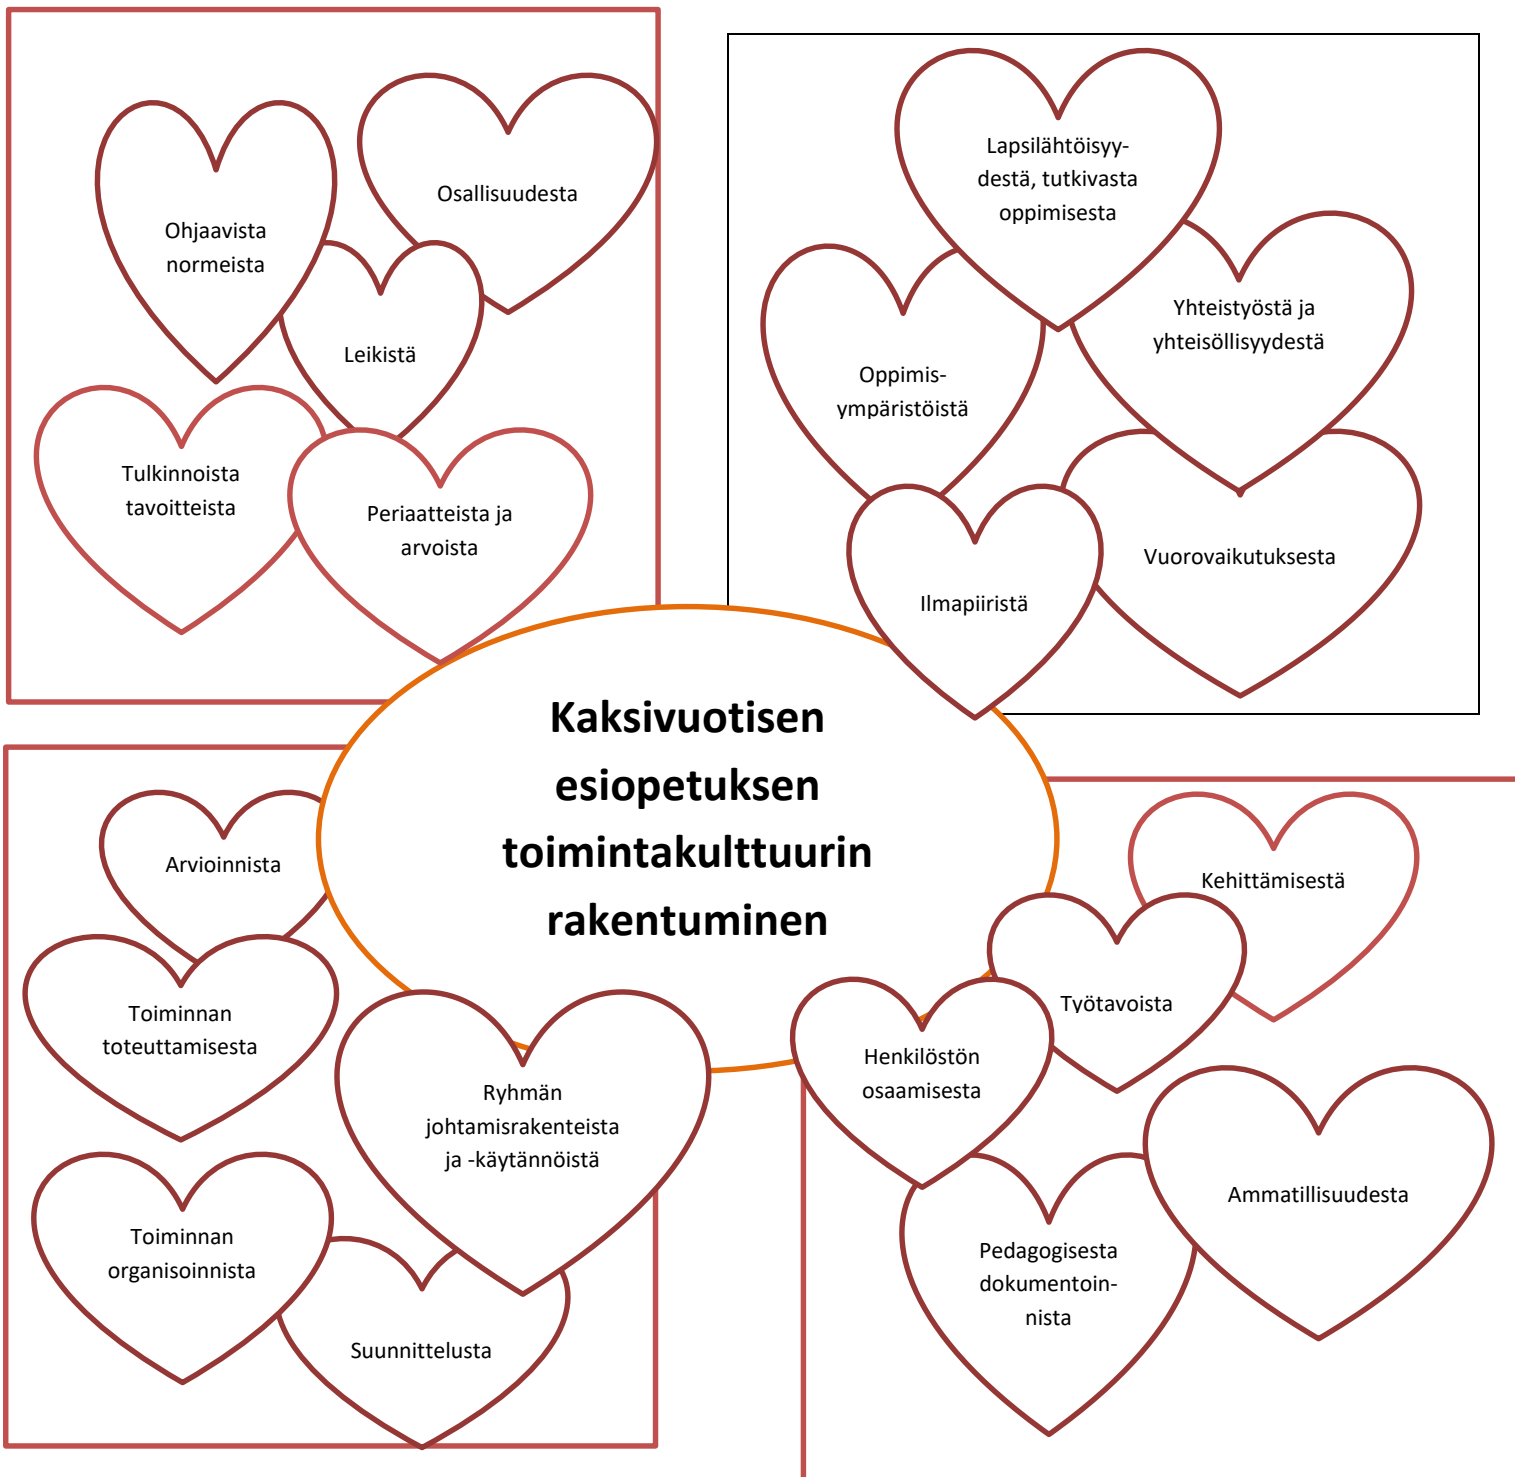 Osallisuudesta
Ohjaavista
normeista
Leikistä
Tulkinnoista
tavoitteista
Periaatteista ja
arvoista
Lapsilähtöisyy-
destä, tutkivasta
oppimisesta
Yhteistyöstä ja
yhteisöllisyydestä
Oppimis-
ympäristöistä
Vuorovaikutuksesta
Ilmapiiristä
Kaksivuotisen
esiopetuksen
toimintakulttuurin
rakentuminen
Arvioinnista
Toiminnan
toteuttamisesta
Ryhmän
johtamisrakenteista
ja -käytännöistä
Toiminnan
organisoinnista
Suunnittelusta
Kehittämisestä
Työtavoista
Henkilöstön
osaamisesta
Ammatillisuudesta
Pedagogisesta
dokumentoin-
nista